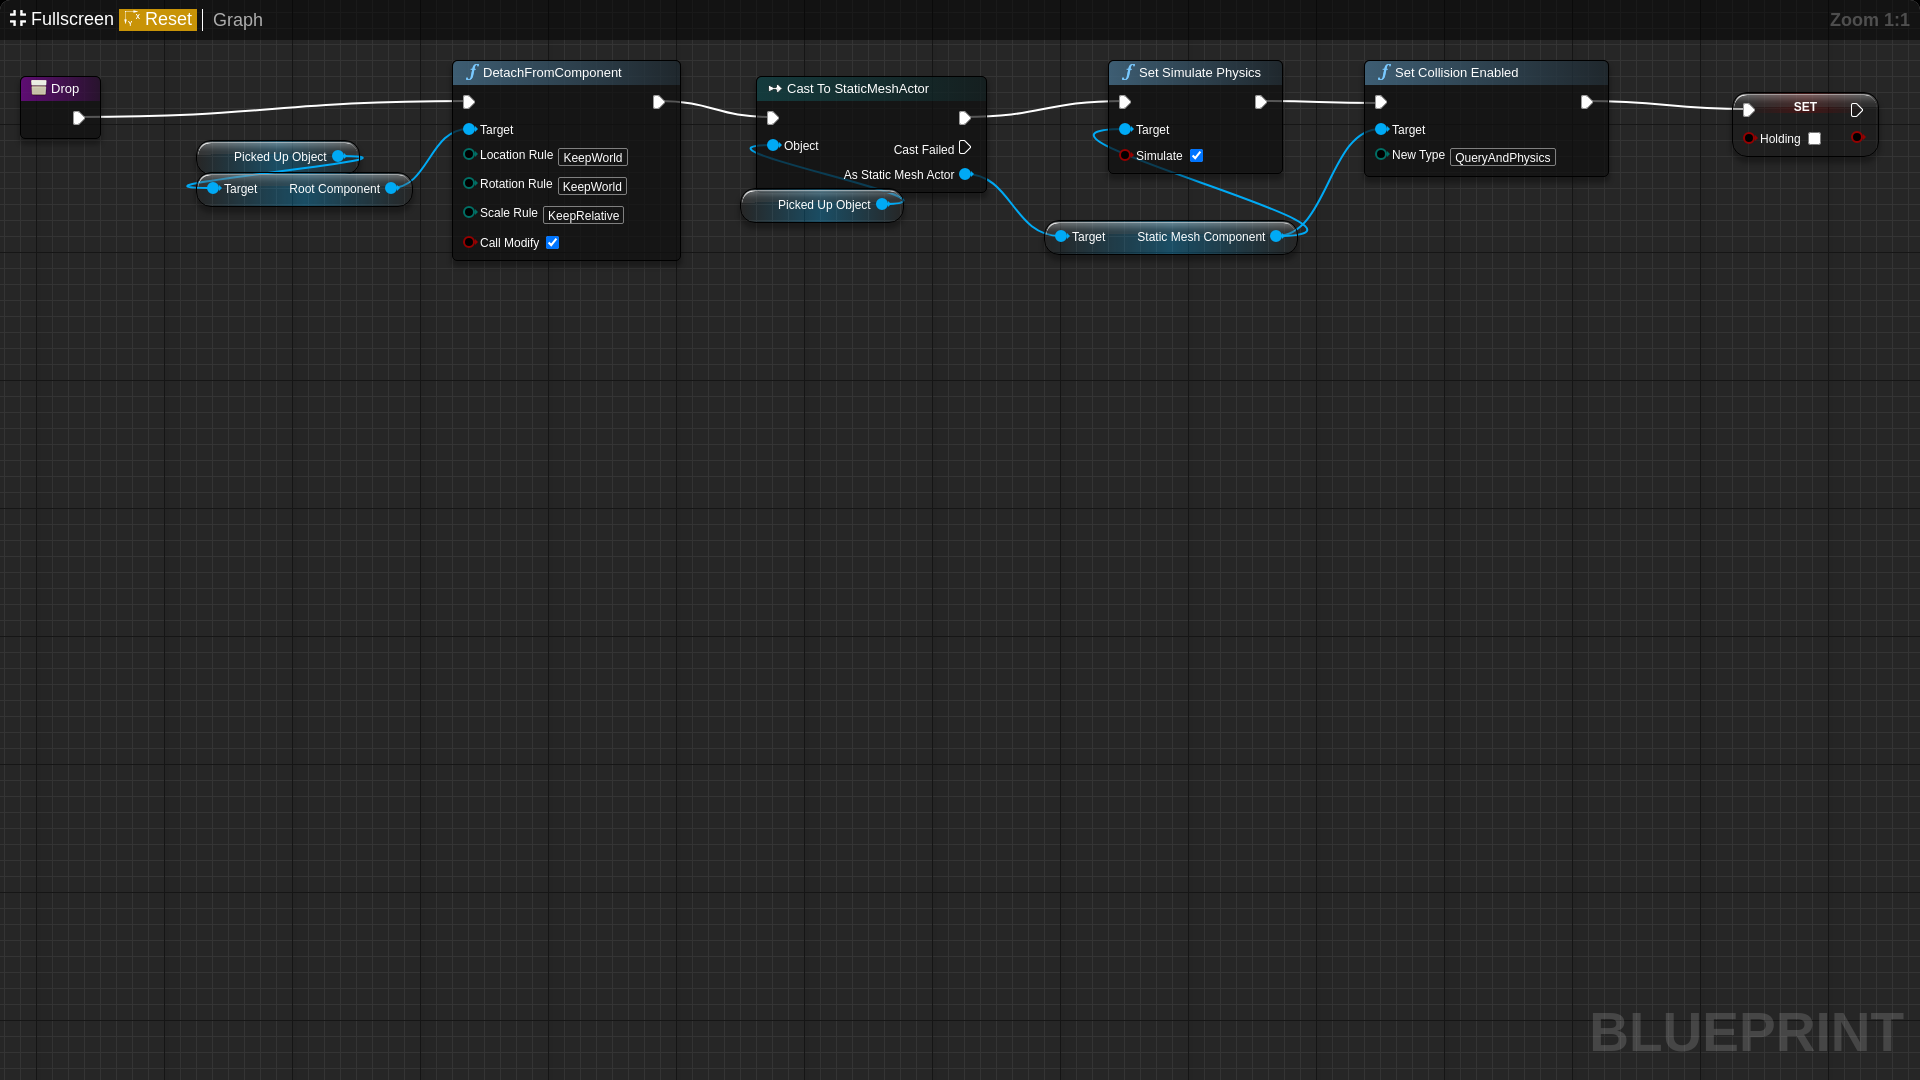 Fullscreen Reset Graph Zoom 1:1
Drop
Picked Up Object
Target Root Component
DetachFromComponent
Target
Location Rule KeepWorld
Rotation Rule KeepWorld
Scale Rule KeepRelative
Call Modify
Cast To StaticMeshActor
Object
Cast Failed
As Static Mesh Actor
Picked Up Object
Target Static Mesh Component
Set Simulate Physics
Target
Simulate
Set Collision Enabled
Target
New Type QueryAndPhysics
SET
Holding
BLUEPRINT